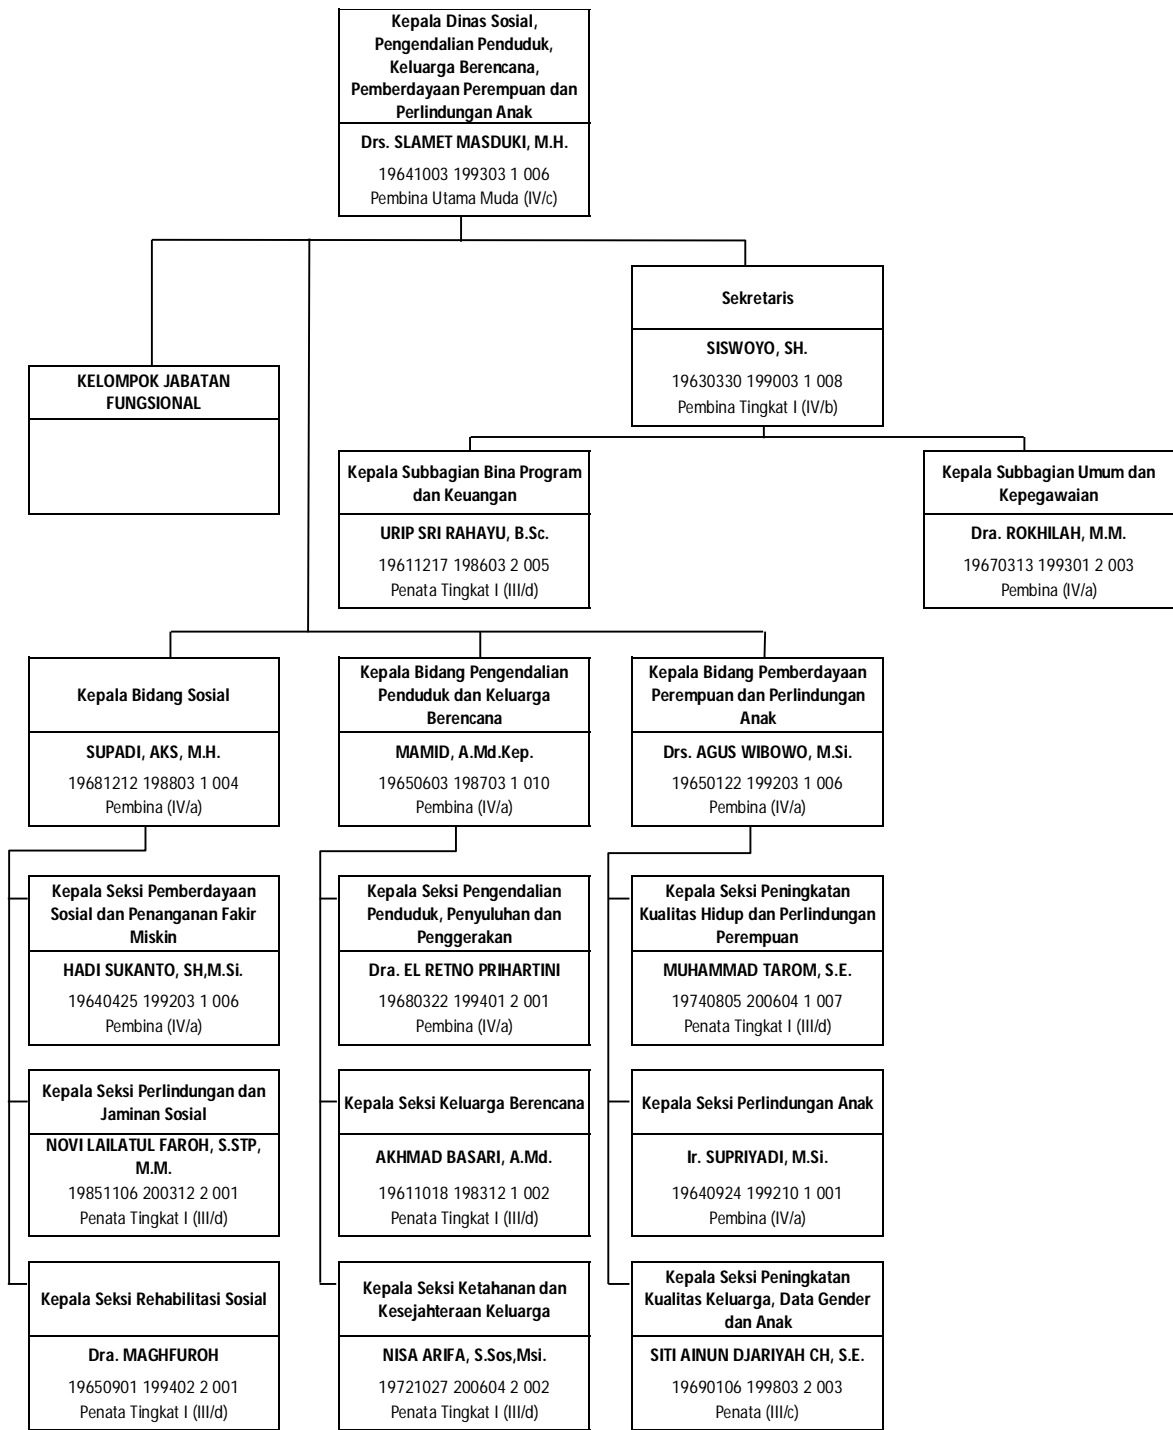 Kepala Dinas Sosial,
Pengendalian Penduduk,
Keluarga Berencana,
Pemberdayaan Perempuan dan
Perlindungan Anak
Drs. SLAMET MASDUKI, M.H.
19641003 199303 1 006
Pembina Utama Muda (IV/c)
Sekretaris
SISWOYO, SH.
19630330 199003 1 008
Pembina Tingkat I (IV/b)
KELOMPOK JABATAN
FUNGSIONAL
Kepala Subbagian Bina Program
dan Keuangan
URIP SRI RAHAYU, B.Sc.
19611217 198603 2 005
Penata Tingkat I (III/d)
Kepala Subbagian Umum dan
Kepegawaian
Dra. ROKHILAH, M.M.
19670313 199301 2 003
Pembina (IV/a)
Kepala Bidang Sosial
SUPADI, AKS, M.H.
19681212 198803 1 004
Pembina (IV/a)
Kepala Bidang Pengendalian
Penduduk dan Keluarga
Berencana
MAMID, A.Md.Kep.
19650603 198703 1 010
Pembina (IV/a)
Kepala Bidang Pemberdayaan
Perempuan dan Perlindungan
Anak
Drs. AGUS WIBOWO, M.Si.
19650122 199203 1 006
Pembina (IV/a)
Kepala Seksi Pemberdayaan
Sosial dan Penanganan Fakir
Miskin
HADI SUKANTO, SH,M.Si.
19640425 199203 1 006
Pembina (IV/a)
Kepala Seksi Pengendalian
Penduduk, Penyuluhan dan
Penggerakan
Dra. EL RETNO PRIHARTINI
19680322 199401 2 001
Pembina (IV/a)
Kepala Seksi Peningkatan
Kualitas Hidup dan Perlindungan
Perempuan
MUHAMMAD TAROM, S.E.
19740805 200604 1 007
Penata Tingkat I (III/d)
Kepala Seksi Perlindungan dan
Jaminan Sosial
NOVI LAILATUL FAROH, S.STP,
M.M.
19851106 200312 2 001
Penata Tingkat I (III/d)
Kepala Seksi Keluarga Berencana
AKHMAD BASARI, A.Md.
19611018 198312 1 002
Penata Tingkat I (III/d)
Kepala Seksi Perlindungan Anak
Ir. SUPRIYADI, M.Si.
19640924 199210 1 001
Pembina (IV/a)
Kepala Seksi Rehabilitasi Sosial
Dra. MAGHFUROH
19650901 199402 2 001
Penata Tingkat I (III/d)
Kepala Seksi Ketahanan dan
Kesejahteraan Keluarga
NISA ARIFA, S.Sos,Msi.
19721027 200604 2 002
Penata Tingkat I (III/d)
Kepala Seksi Peningkatan
Kualitas Keluarga, Data Gender
dan Anak
SITI AINUN DJARIYAH CH, S.E.
19690106 199803 2 003
Penata (III/c)